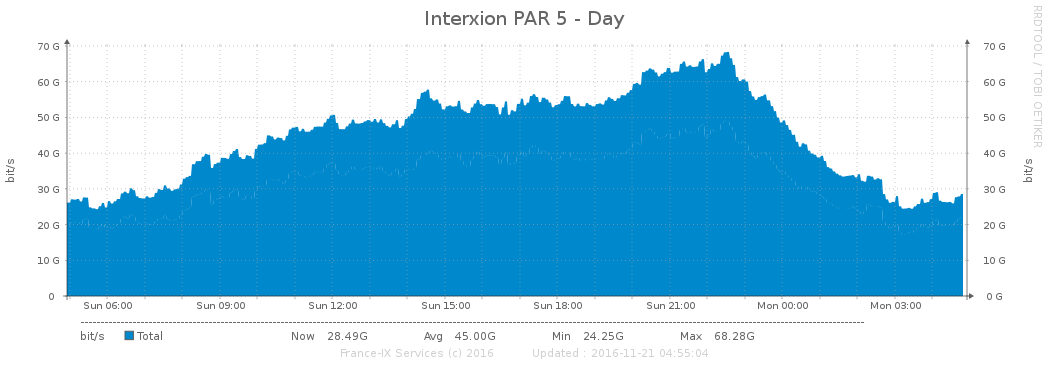 Interxion PAR 5 - Day
RRDTOOL / TOBI OETIKER
bit/s
70 G
60 G
50 G
40 G
30 G
20 G
10 G
0
70 G
60 G
50 G
40 G
30 G
20 G
10 G
0 G
bit/s
Sun 06:00 Sun 09:00 Sun 12:00 Sun 15:00 Sun 18:00 Sun 21:00 Mon 00:00 Mon 03:00
bit/s Total Now 28.49G Avg 45.00G Min 24.25G Max 68.28G
France-IX Services (c) 2016 Updated : 2016-11-21 04:55:04